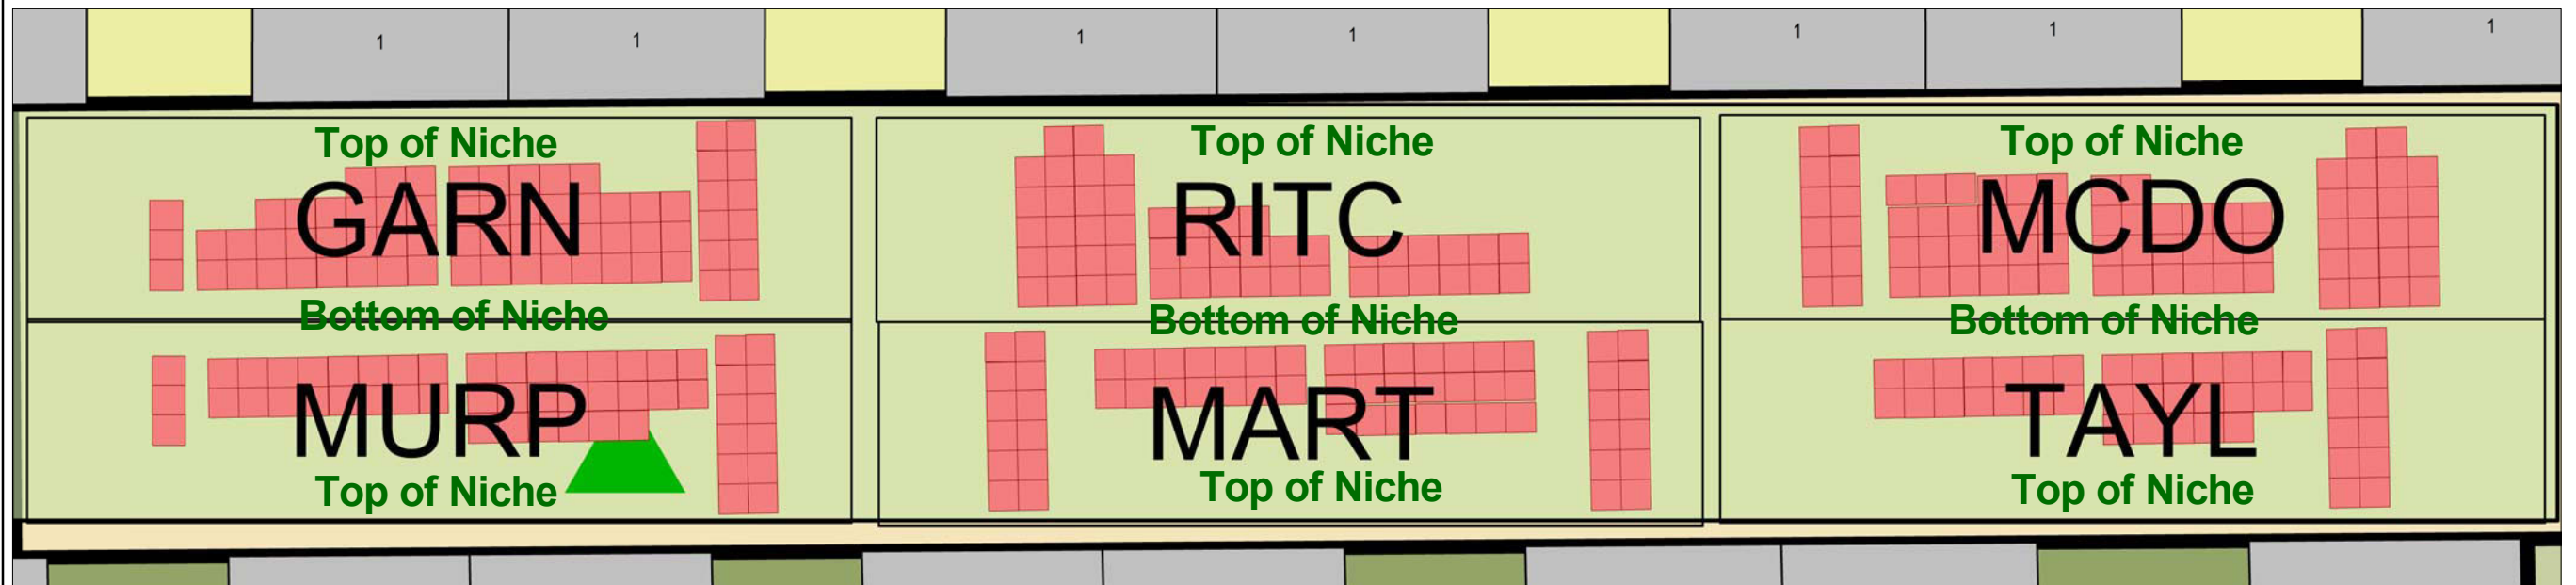 1 1 1 1 1 1 1
Top of Niche Top of Niche Top of Niche
GARN RITC MCDO
Bottom of Niche Bottom of Niche Bottom of Niche
MURP MART TAYL
Top of Niche Top of Niche Top of Niche